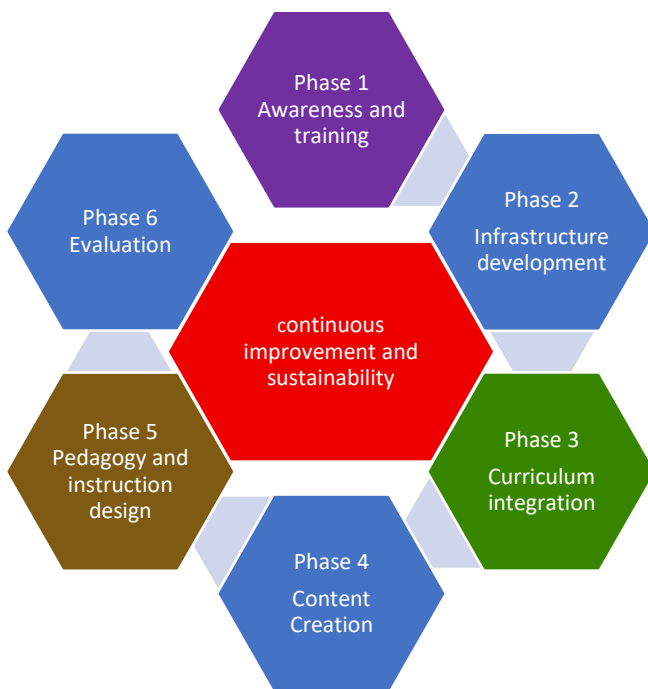 Phase 1
Awareness and
training
Phase 2
Infrastructure
development
Phase 3
Curriculum
integration
Phase 4
Content
Creation
Phase 5
Pedagogy and
instruction
design
Phase 6
Evaluation
continuous
improvement and
sustainability